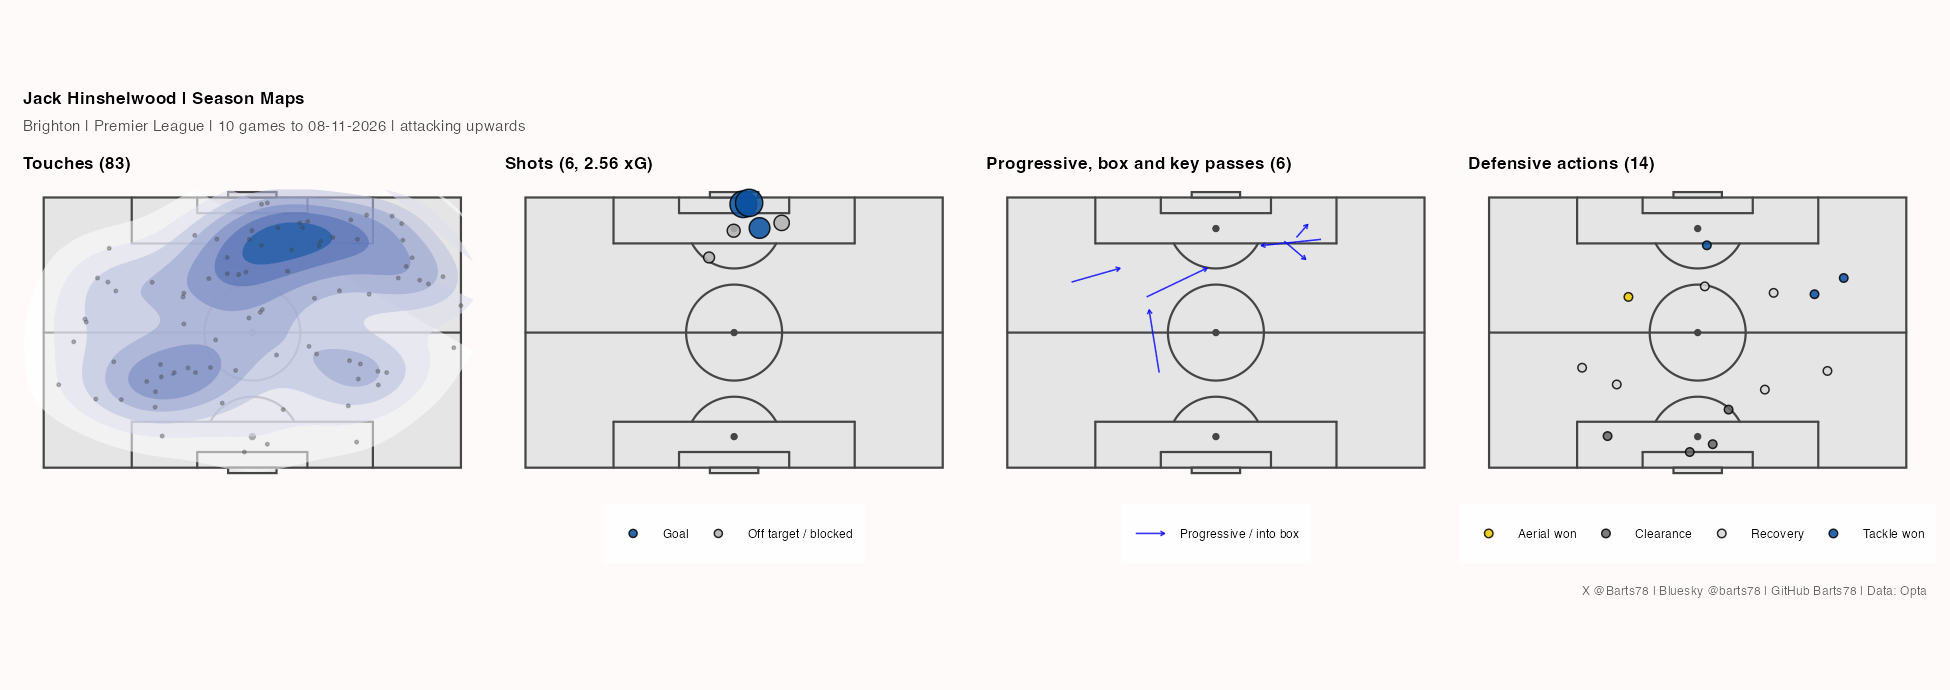 Jack Hinshelwood | Season Maps
Brighton | Premier League | 10 games to 08-11-2026 | attacking upwards
Touches (83)
Shots (6, 2.56 xG)
Progressive, box and key passes (6)
Defensive actions (14)
Goal
Off target / blocked
Progressive / into box
Aerial won
Clearance
Recovery
Tackle won
X @Barts78 | Bluesky @barts78 | GitHub Barts78 | Data: Opta